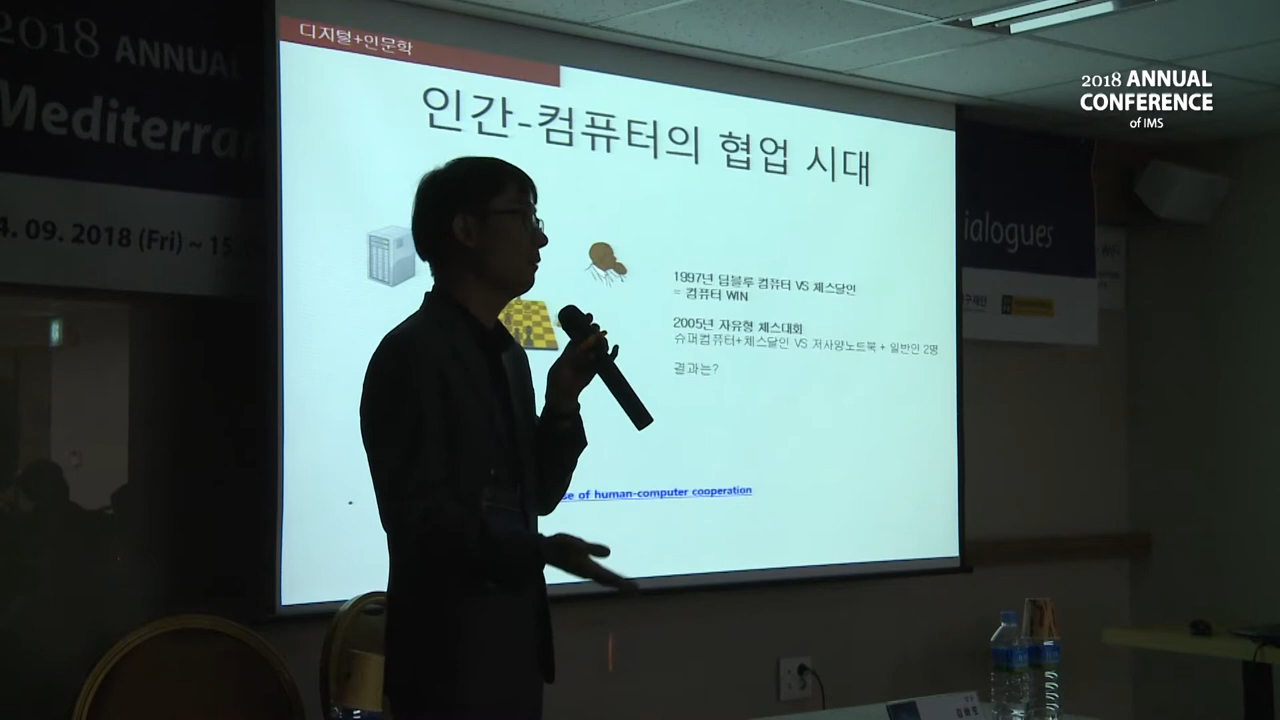 2018 ANNUAL
Mediterra
4. 09. 2018 (Fri) ~ 15
디지털+인문학
인간-컴퓨터의 협업 시대
1997년 딥블루 컴퓨터 VS 체스달인
= 컴퓨터 WIN
2005년 자유형 체스대회
슈퍼컴퓨터+체스달인 VS 저사양노트북 + 일반인 2명
결과는?
se of human-computer cooperation
2018 ANNUAL
CONFERENCE
of IMS
ialogues